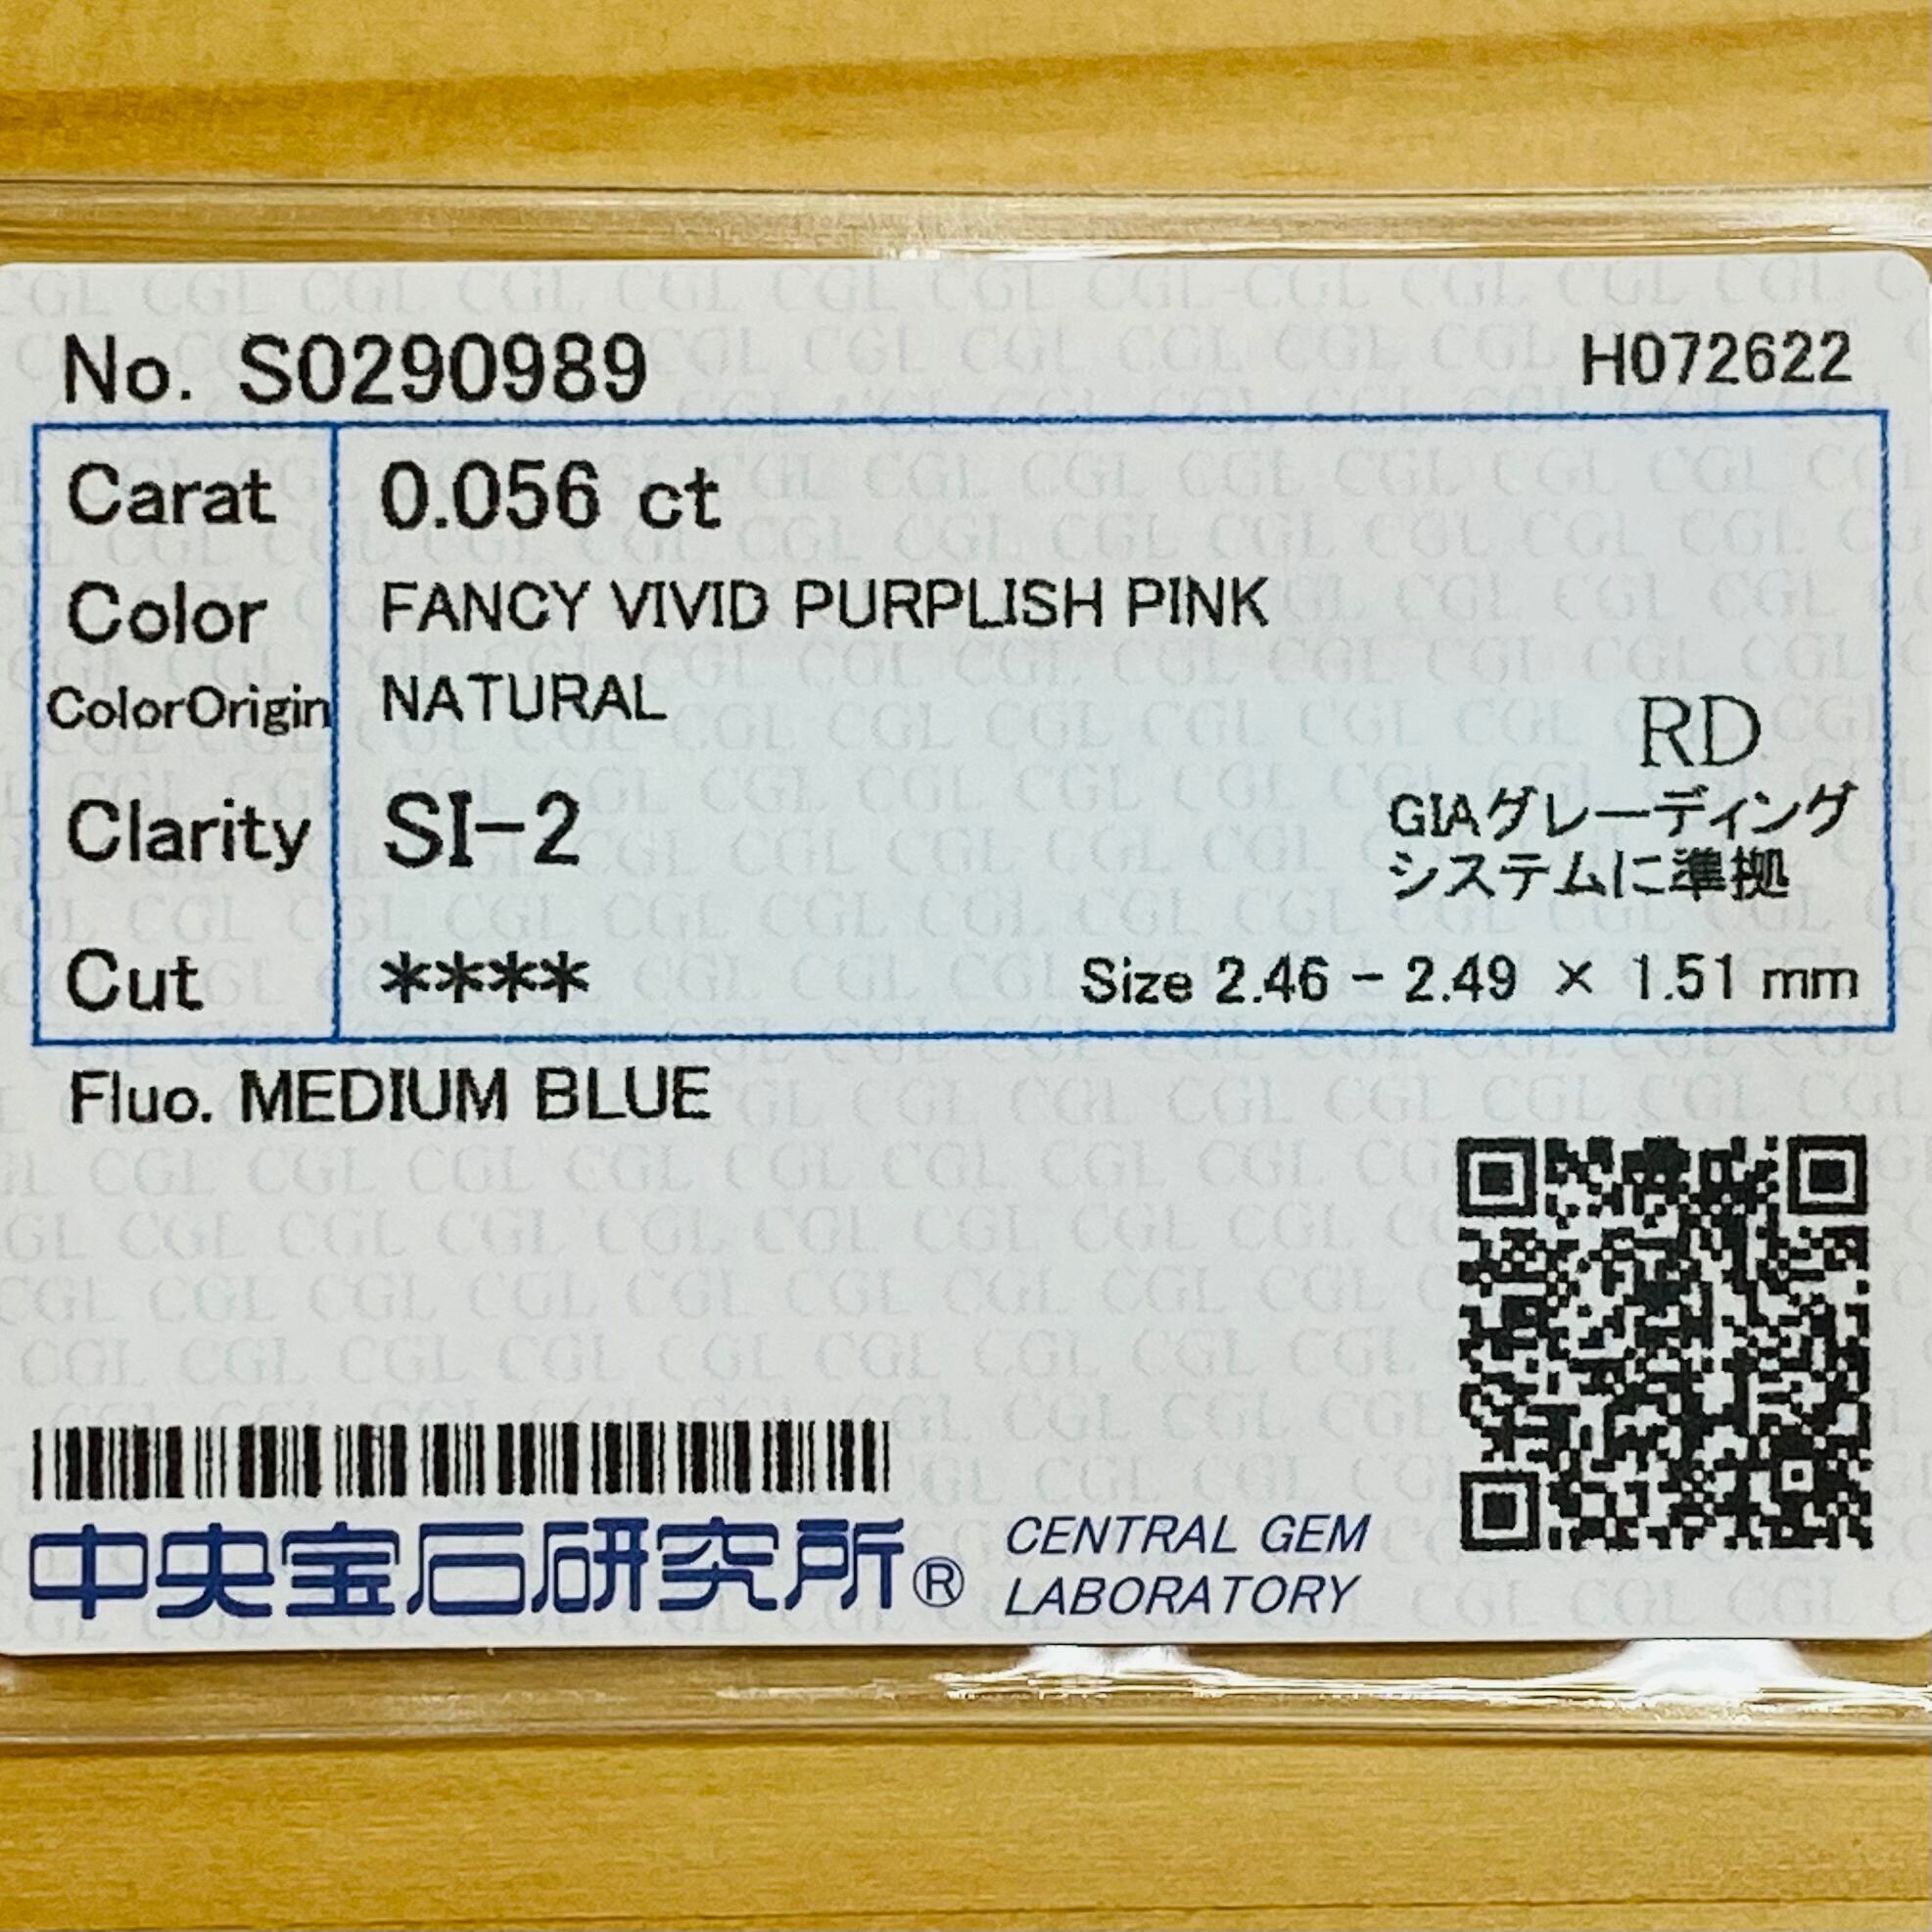 No. S0290989 H072622
Carat 0.056 ct
Color FANCY VIVID PURPLISH PINK
ColorOrigin NATURAL
RD
Clarity SI-2
GIAグレーディング
システムに準拠
Cut **** Size 2.46 - 2.49 × 1.51 mm
Fluo. MEDIUM BLUE
中央宝石研究所® CENTRAL GEM
LABORATORY